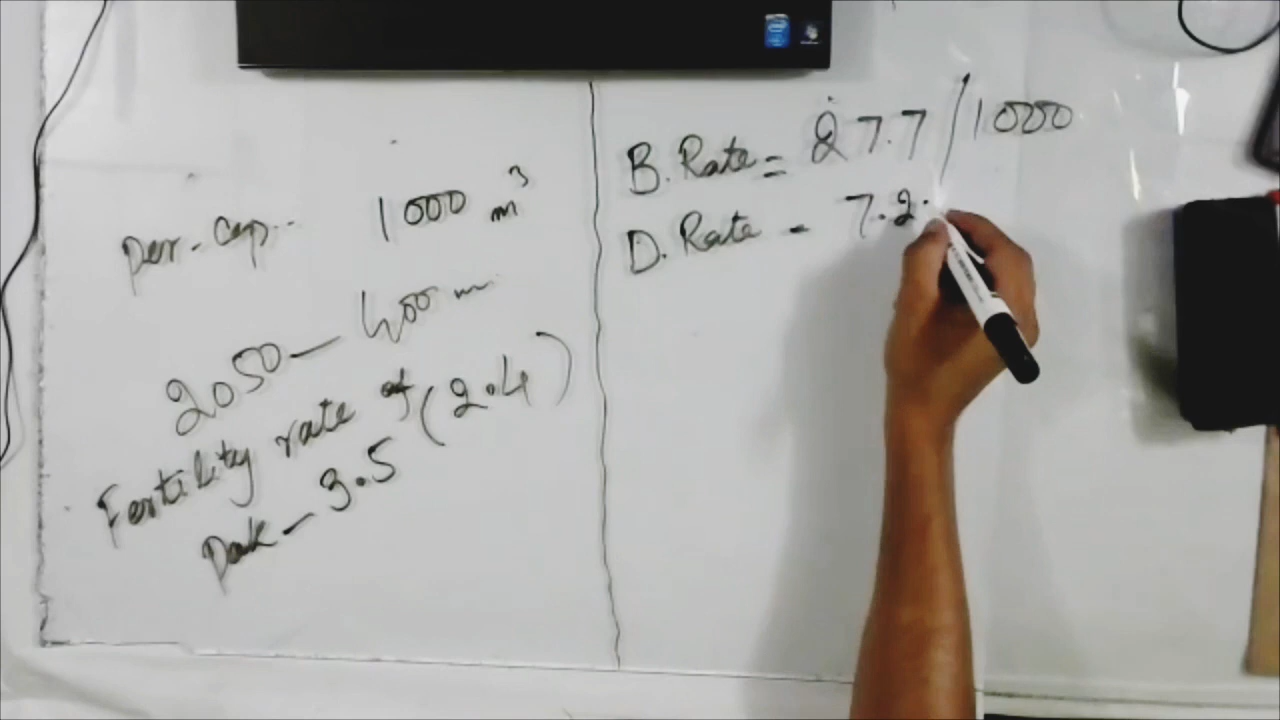 per. cap.. 1000 m³
2050 — 400 m
Fertility rate of (2.4)
Pak — 3.5
B. Rate = 27.7 / 1000
D. Rate - 7.2